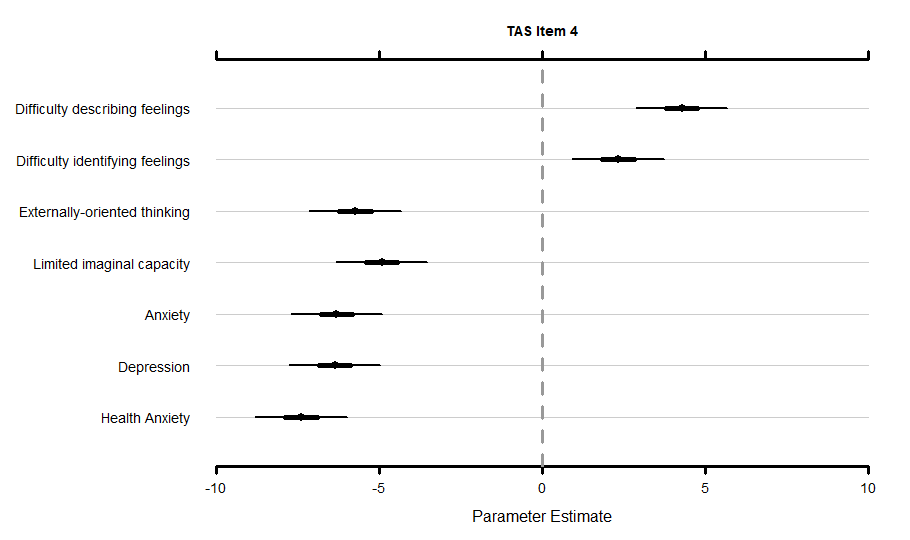 TAS Item 4
Difficulty describing feelings
Difficulty identifying feelings
Externally-oriented thinking
Limited imaginal capacity
Anxiety
Depression
Health Anxiety
-10 -5 0 5 10
Parameter Estimate